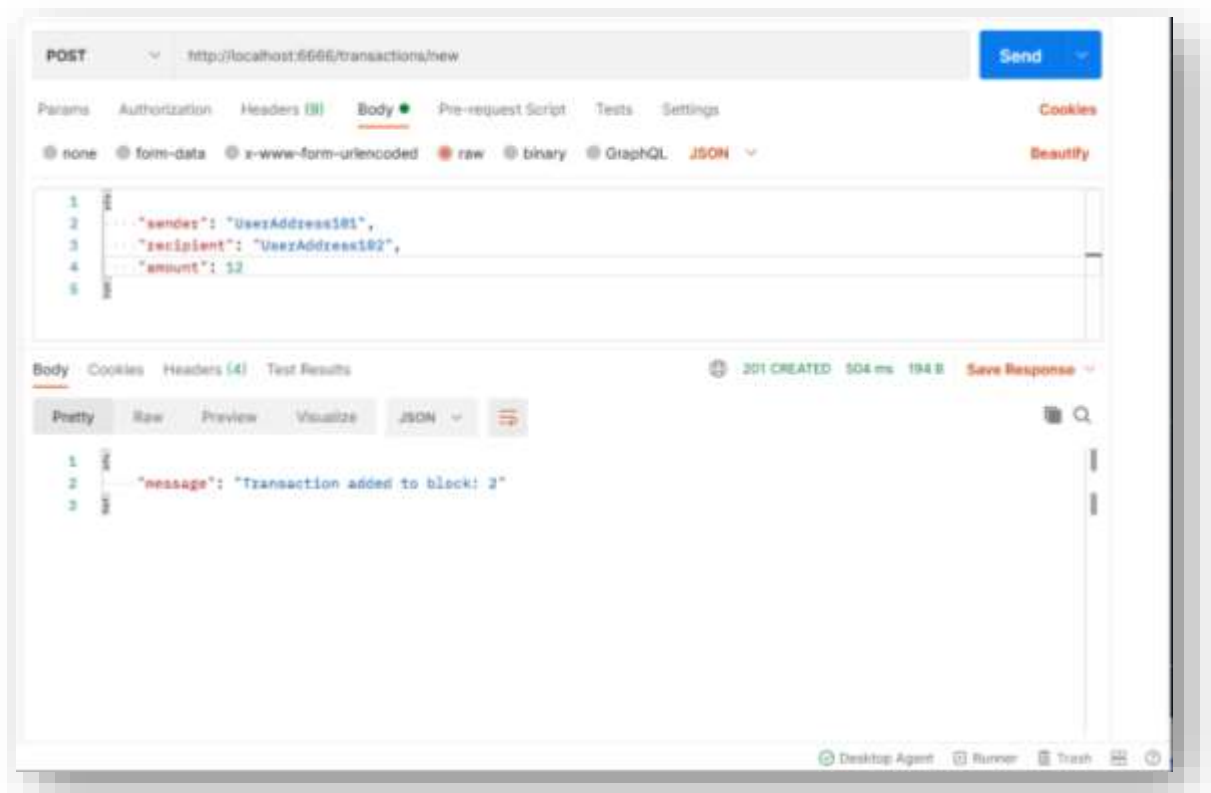 POST http://localhost:6666/transactions/new Send
Params Authorization Headers (9) Body Pre-request Script Tests Settings Cookies
none form-data x-www-form-urlencoded raw binary GraphQL JSON Beautify
1 {
2 "sender": "UserAddress101",
3 "recipient": "UserAddress102",
4 "amount": 12
5 }
Body Cookies Headers (4) Test Results 201 CREATED 504 ms 194 B Save Response
Pretty Raw Preview Visualize JSON
1 {
2 "message": "Transaction added to block: 2"
3 }
Desktop Agent Runner Trash